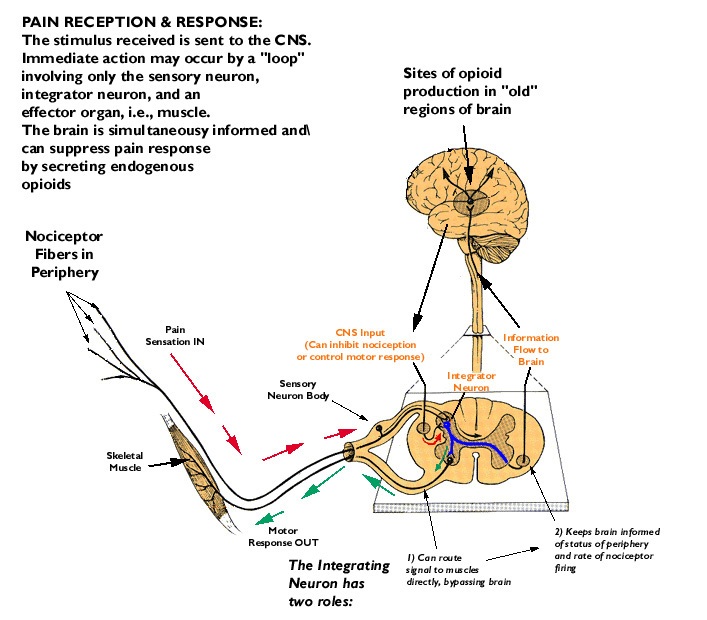 PAIN RECEPTION & RESPONSE:
The stimulus received is sent to the CNS.
Immediate action may occur by a "loop"
involving only the sensory neuron,
integrator neuron, and an
effector organ, i.e., muscle.
The brain is simultaneusy informed and\
can suppress pain response
by secreting endogenous
opioids
Sites of opioid
production in "old"
regions of brain
Nociceptor
Fibers in
Periphery
Pain
Sensation IN
CNS Input
(Can inhibit nociception
or control motor response)
Information
Flow to
Brain
Integrator
Neuron
Sensory
Neuron Body
Skeletal
Muscle
Motor
Response OUT
The Integrating
Neuron has
two roles:
1) Can route
signal to muscles
directly, bypassing brain
2) Keeps brain informed
of status of periphery
and rate of nociceptor
firing